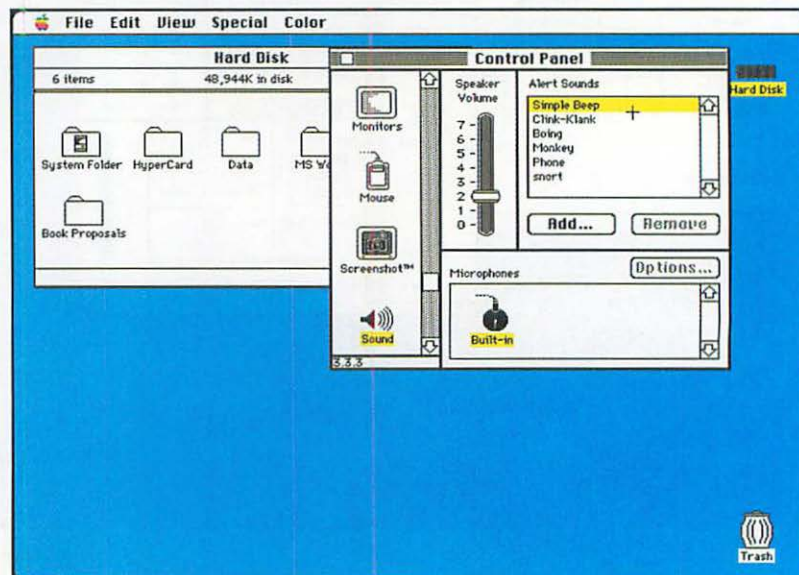 File Edit View Special Color
Hard Disk
6 items 48,944K in disk
System Folder HyperCard Data
Book Proposals
Control Panel
Monitors
Mouse
Screenshot™
Sound
3.3.3
Speaker
Volume
7 -
6 -
5 -
4 -
3 -
2 -
1 -
0 -
Alert Sounds
Simple Beep
Clink-Klank
Boing
Monkey
Phone
snort
Add... Remove
Microphones Options...
Built-in
Hard Disk
Trash